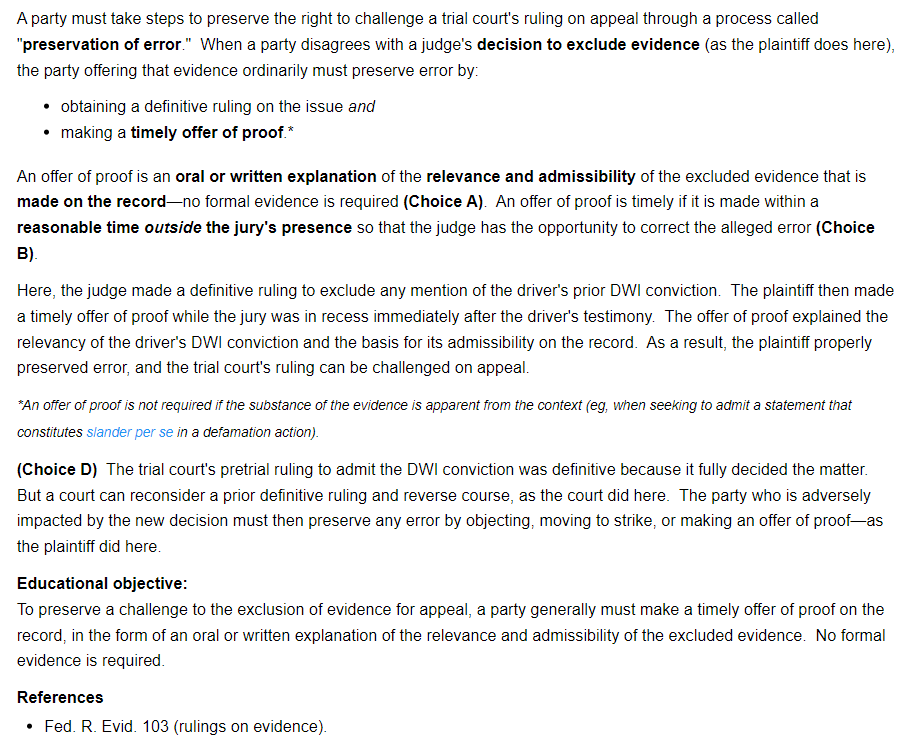 A party must take steps to preserve the right to challenge a trial court's ruling on appeal through a process called
"preservation of error."  When a party disagrees with a judge's decision to exclude evidence (as the plaintiff does here),
the party offering that evidence ordinarily must preserve error by:
• obtaining a definitive ruling on the issue and
• making a timely offer of proof.*
An offer of proof is an oral or written explanation of the relevance and admissibility of the excluded evidence that is
made on the record—no formal evidence is required (Choice A).  An offer of proof is timely if it is made within a
reasonable time outside the jury's presence so that the judge has the opportunity to correct the alleged error (Choice
B).
Here, the judge made a definitive ruling to exclude any mention of the driver's prior DWI conviction.  The plaintiff then made
a timely offer of proof while the jury was in recess immediately after the driver's testimony.  The offer of proof explained the
relevancy of the driver's DWI conviction and the basis for its admissibility on the record.  As a result, the plaintiff properly
preserved error, and the trial court's ruling can be challenged on appeal.
*An offer of proof is not required if the substance of the evidence is apparent from the context (eg, when seeking to admit a statement that
constitutes slander per se in a defamation action).
(Choice D)  The trial court's pretrial ruling to admit the DWI conviction was definitive because it fully decided the matter.
But a court can reconsider a prior definitive ruling and reverse course, as the court did here.  The party who is adversely
impacted by the new decision must then preserve any error by objecting, moving to strike, or making an offer of proof—as
the plaintiff did here.
Educational objective:
To preserve a challenge to the exclusion of evidence for appeal, a party generally must make a timely offer of proof on the
record, in the form of an oral or written explanation of the relevance and admissibility of the excluded evidence.  No formal
evidence is required.
References
• Fed. R. Evid. 103 (rulings on evidence).